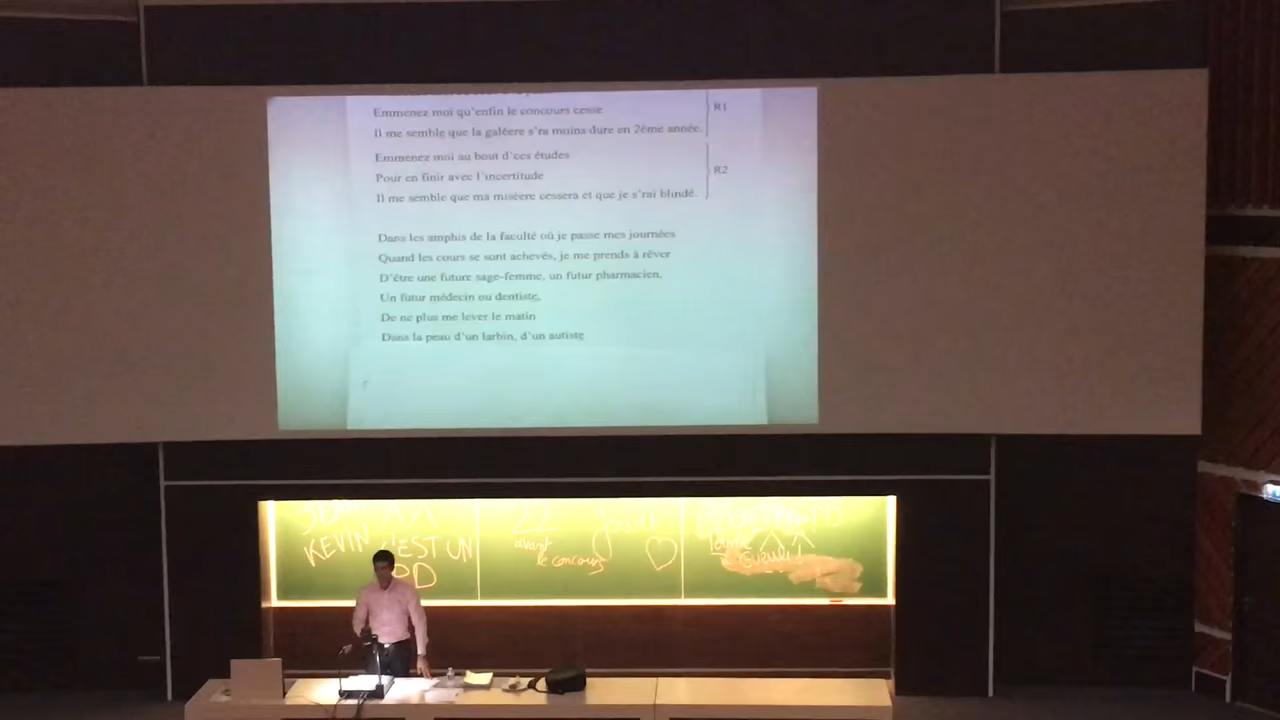 Emmenez moi qu'enfin le concours cesse
R1
Il me semble que la galèere s'ra moins dure en 2ème année.
Emmenez moi au bout d'ces études
Pour en finir avec l'incertitude
R2
Il me semble que ma misèere cessera et que je s'rai blindé.
Dans les amphis de la faculté où je passe mes journées
Quand les cours se sont achevés, je me prends à rêver
D'être une future sage-femme, un futur pharmacien,
Un futur médecin ou dentiste,
De ne plus me lever le matin
Dans la peau d'un larbin, d'un autiste
KEVIN C'EST UN
PD
22 jours
avant
le concours